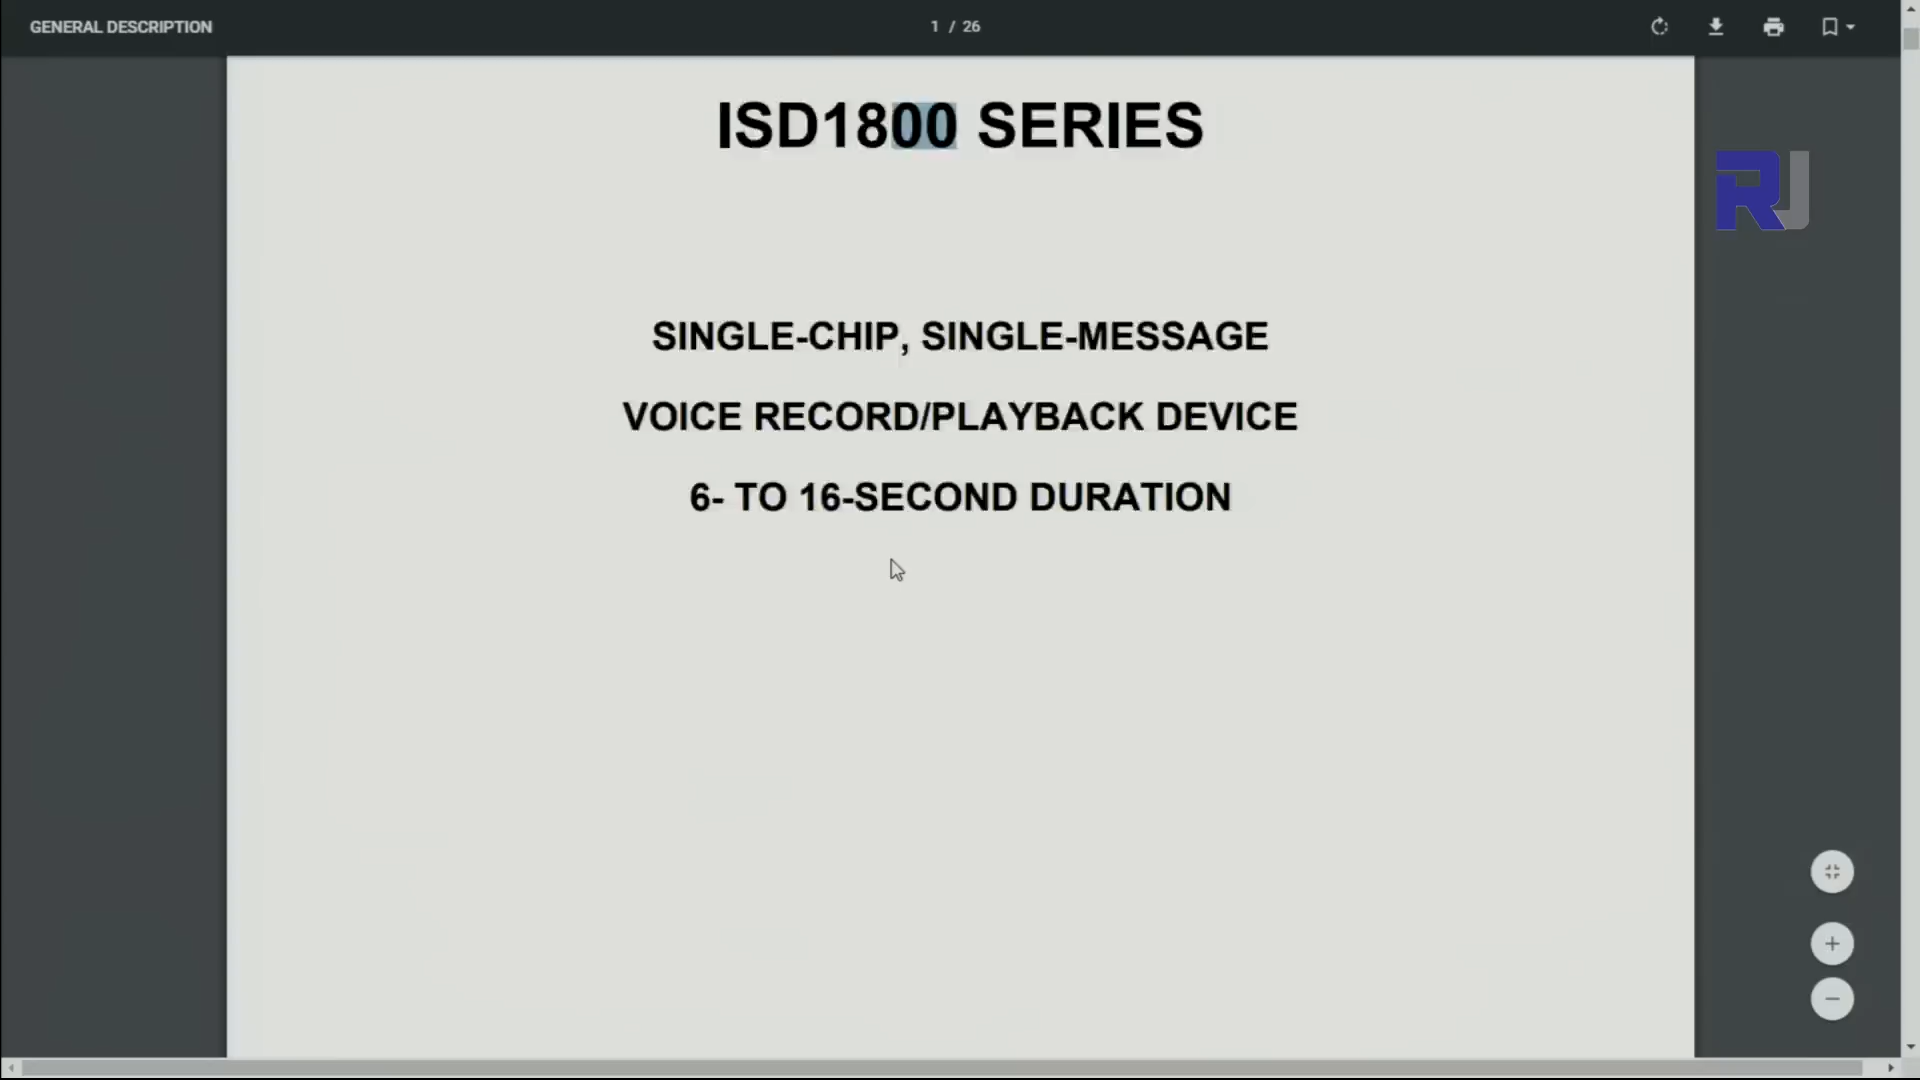 GENERAL DESCRIPTION
1 / 26
ISD1800 SERIES
RJ
SINGLE-CHIP, SINGLE-MESSAGE
VOICE RECORD/PLAYBACK DEVICE
6- TO 16-SECOND DURATION